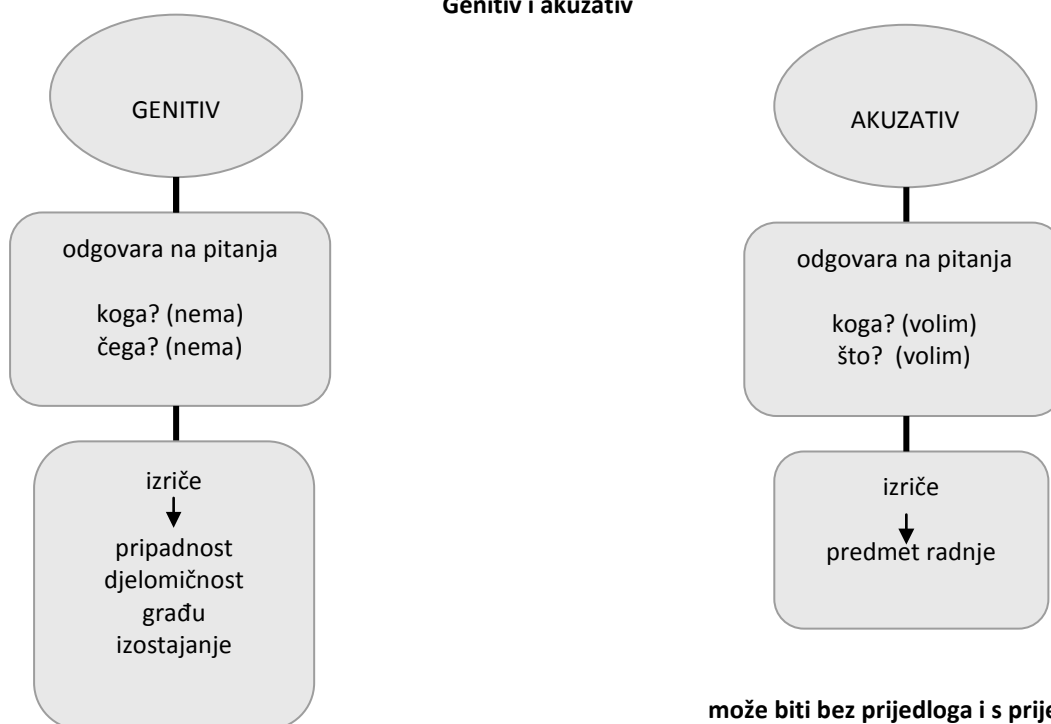 Genitiv i akuzativ
GENITIV
odgovara na pitanja
koga? (nema)
čega? (nema)
izriče
pripadnost
djelomičnost
građu
izostajanje
AKUZATIV
odgovara na pitanja
koga? (volim)
što? (volim)
izriče
predmet radnje
može biti bez prijedloga i s